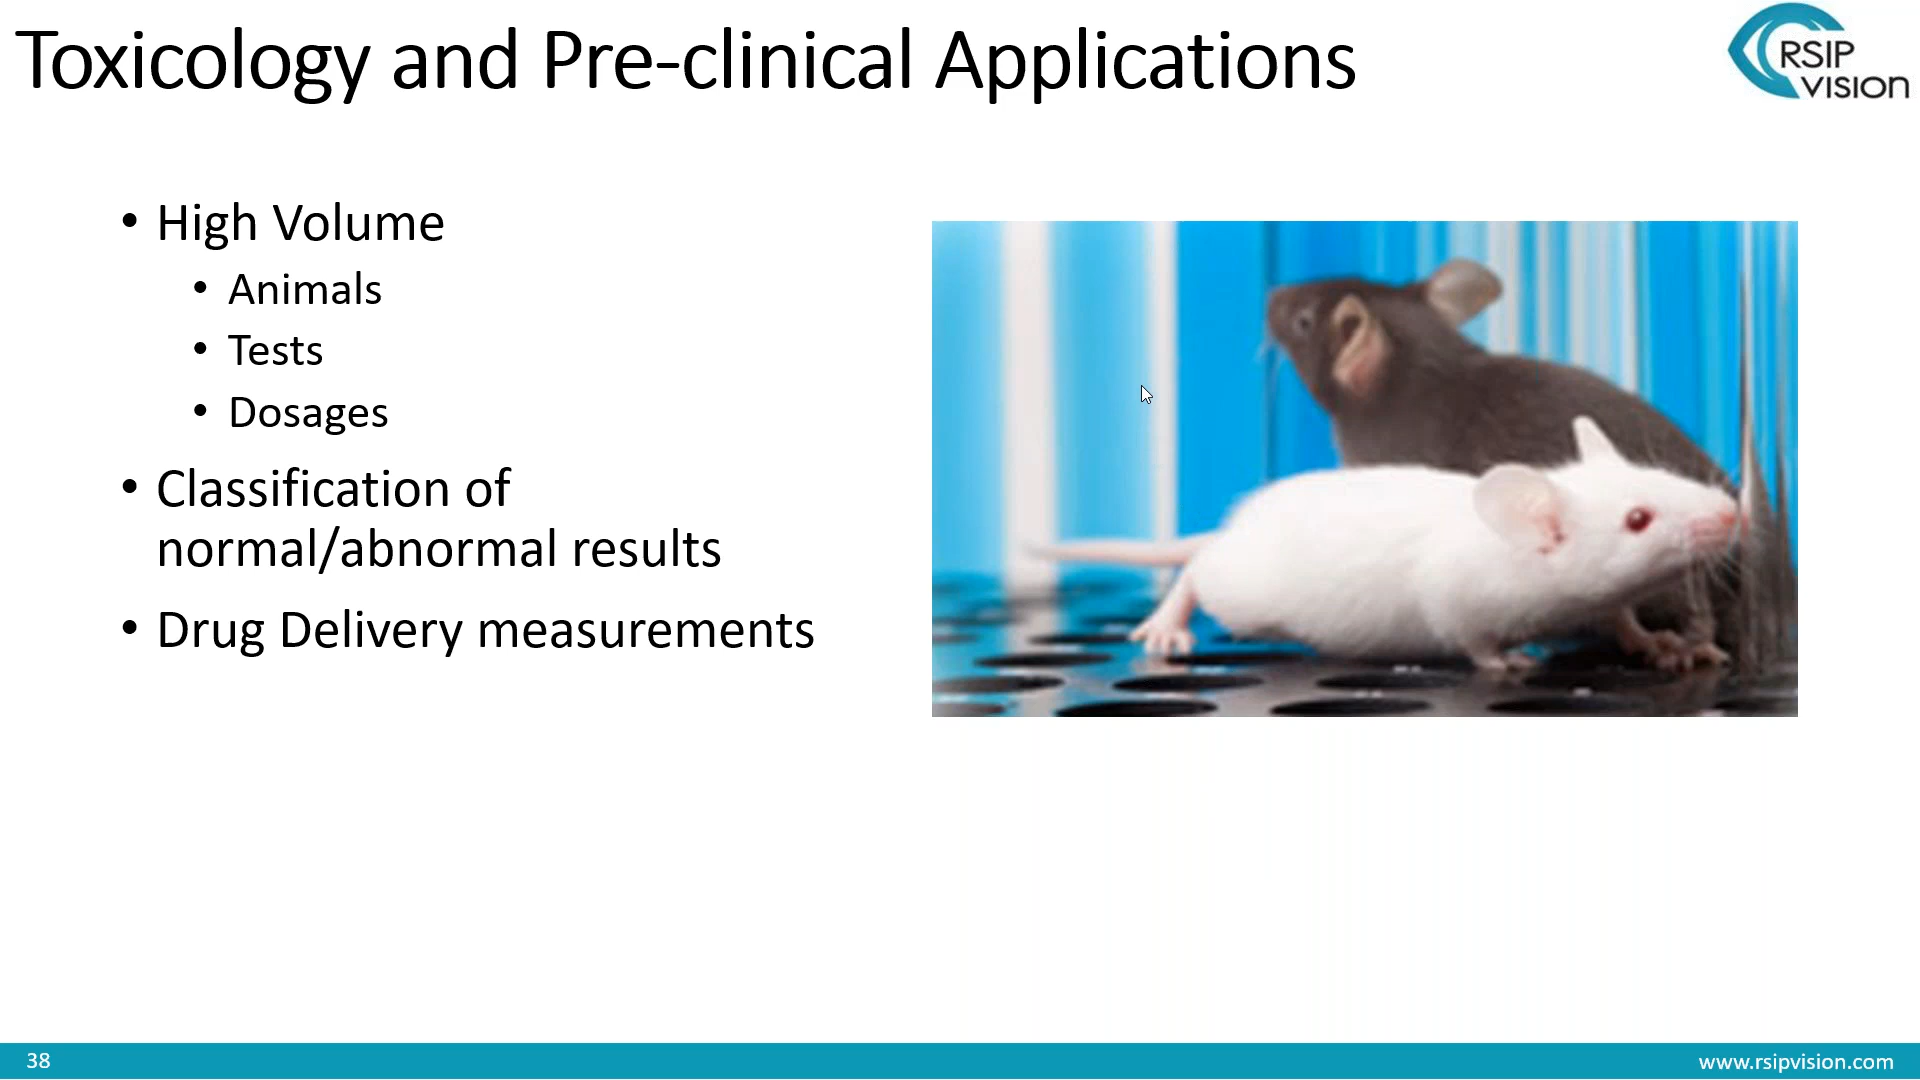 Toxicology and Pre-clinical Applications
RSIP
VISION
• High Volume
• Animals
• Tests
• Dosages
• Classification of
normal/abnormal results
• Drug Delivery measurements
38
www.rsipvision.com